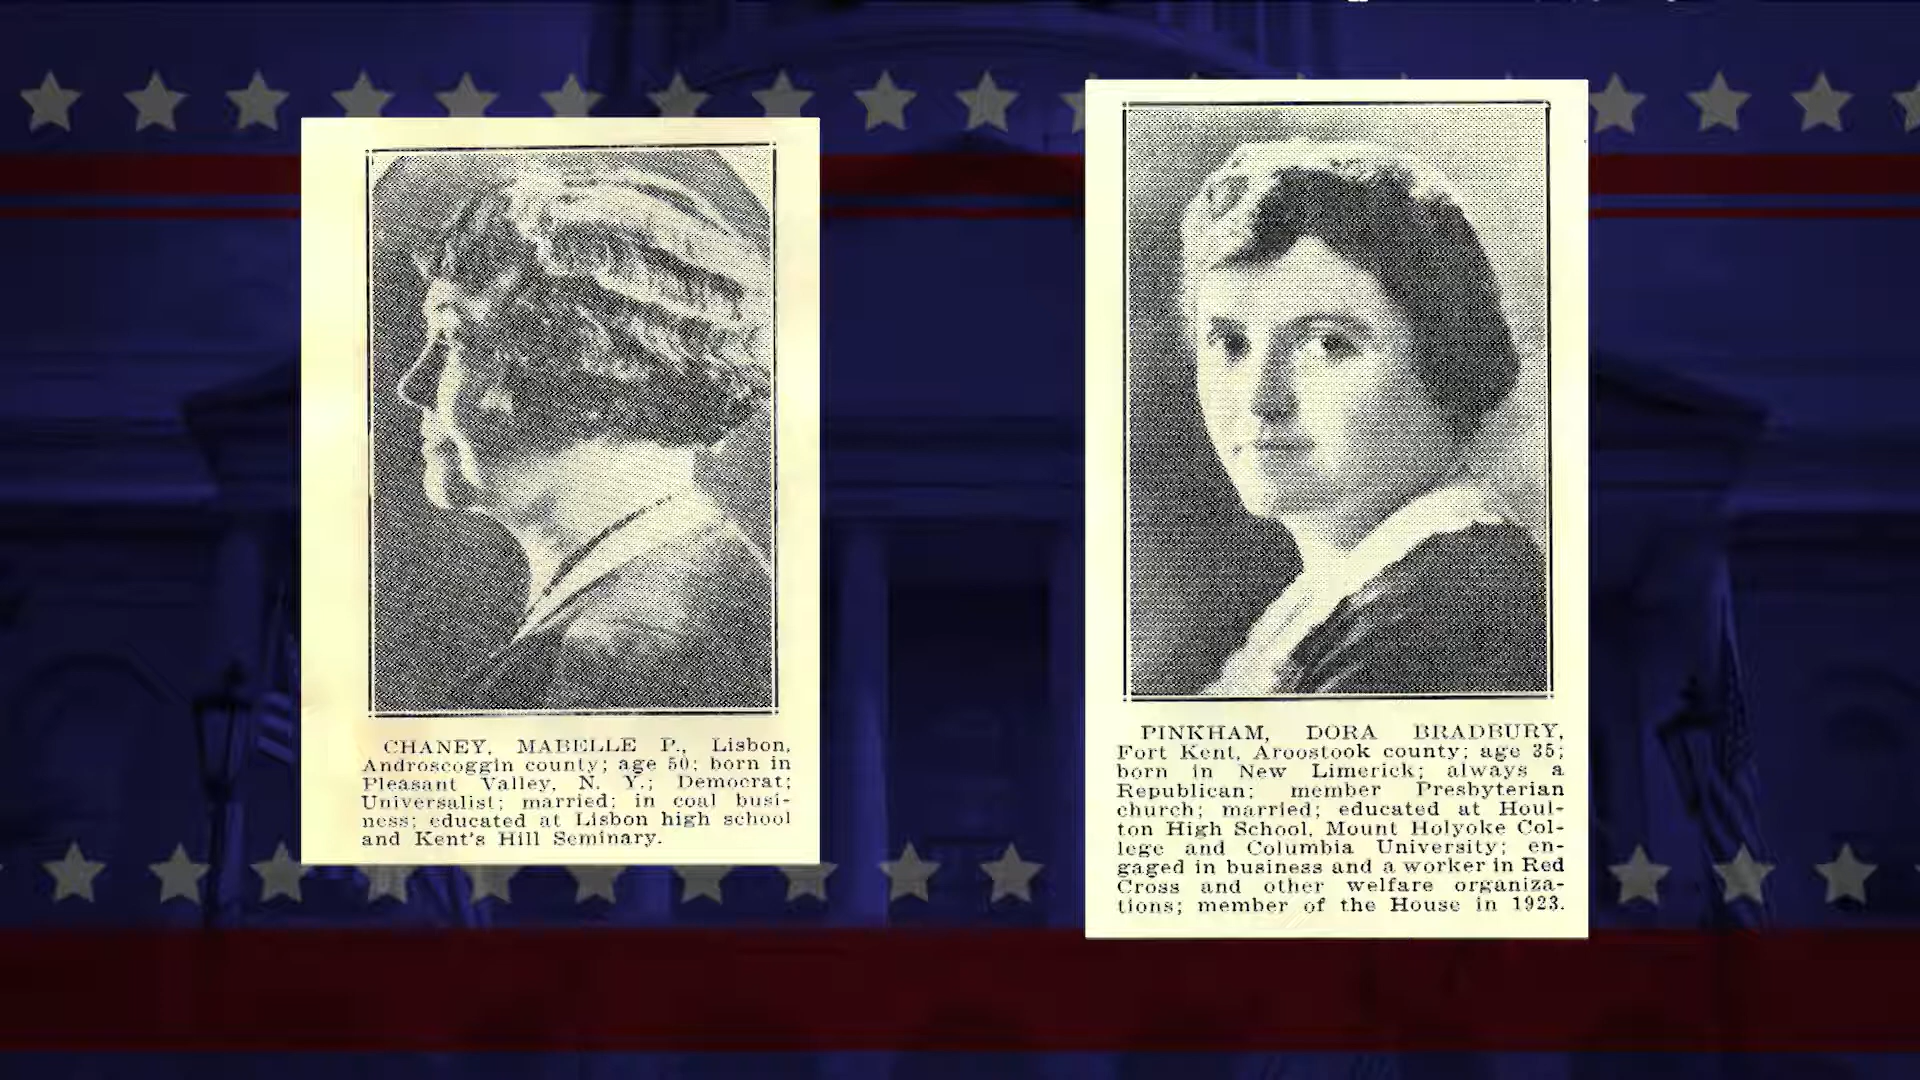 CHANEY, MABELLE P., Lisbon,
Androscoggin county; age 50; born in
Pleasant Valley, N. Y.; Democrat;
Universalist; married; in coal busi-
ness; educated at Lisbon high school
and Kent's Hill Seminary.
PINKHAM, DORA BRADBURY,
Fort Kent, Aroostook county; age 35;
born in New Limerick; always a
Republican; member Presbyterian
church; married; educated at Houl-
ton High School, Mount Holyoke Col-
lege and Columbia University; en-
gaged in business and a worker in Red
Cross and other welfare organiza-
tions; member of the House in 1923.